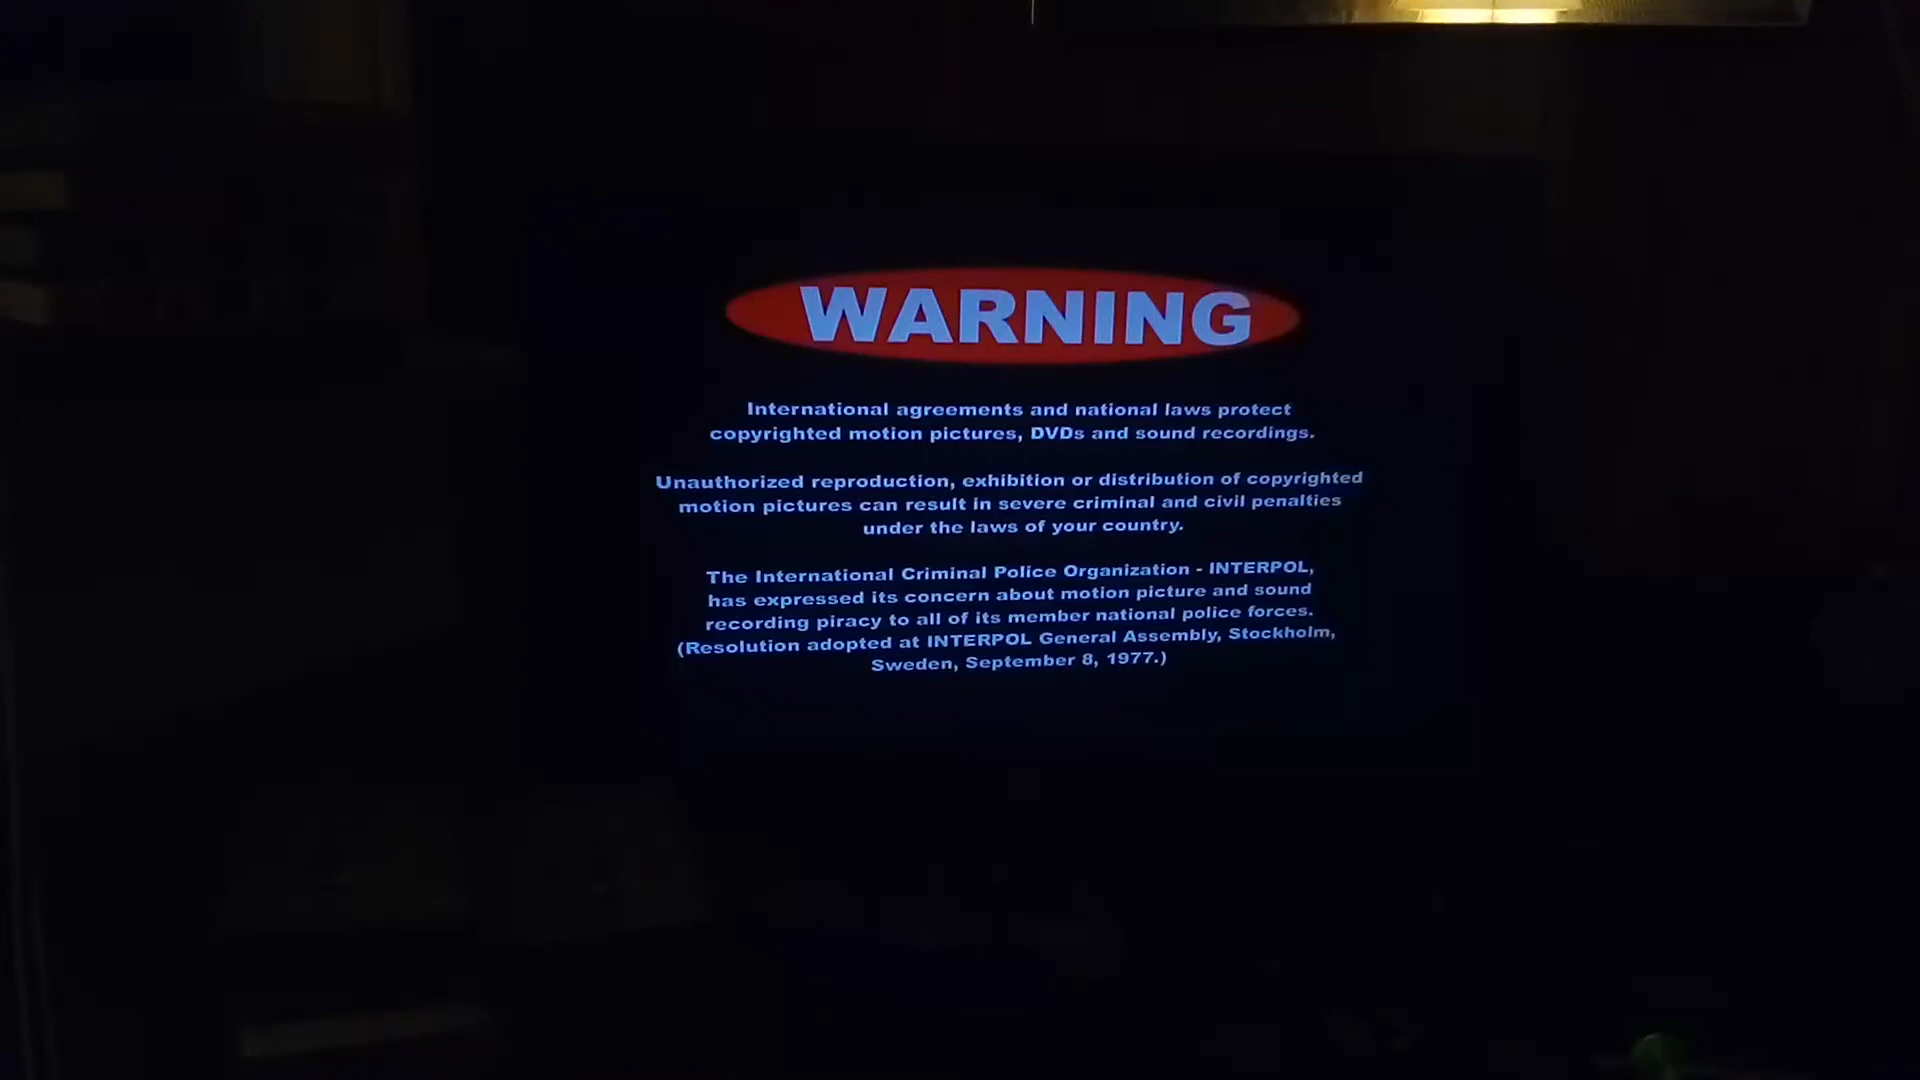 WARNING
International agreements and national laws protect
copyrighted motion pictures, DVDs and sound recordings.
Unauthorized reproduction, exhibition or distribution of copyrighted
motion pictures can result in severe criminal and civil penalties
under the laws of your country.
The International Criminal Police Organization - INTERPOL,
has expressed its concern about motion picture and sound
recording piracy to all of its member national police forces.
(Resolution adopted at INTERPOL General Assembly, Stockholm,
Sweden, September 8, 1977.)